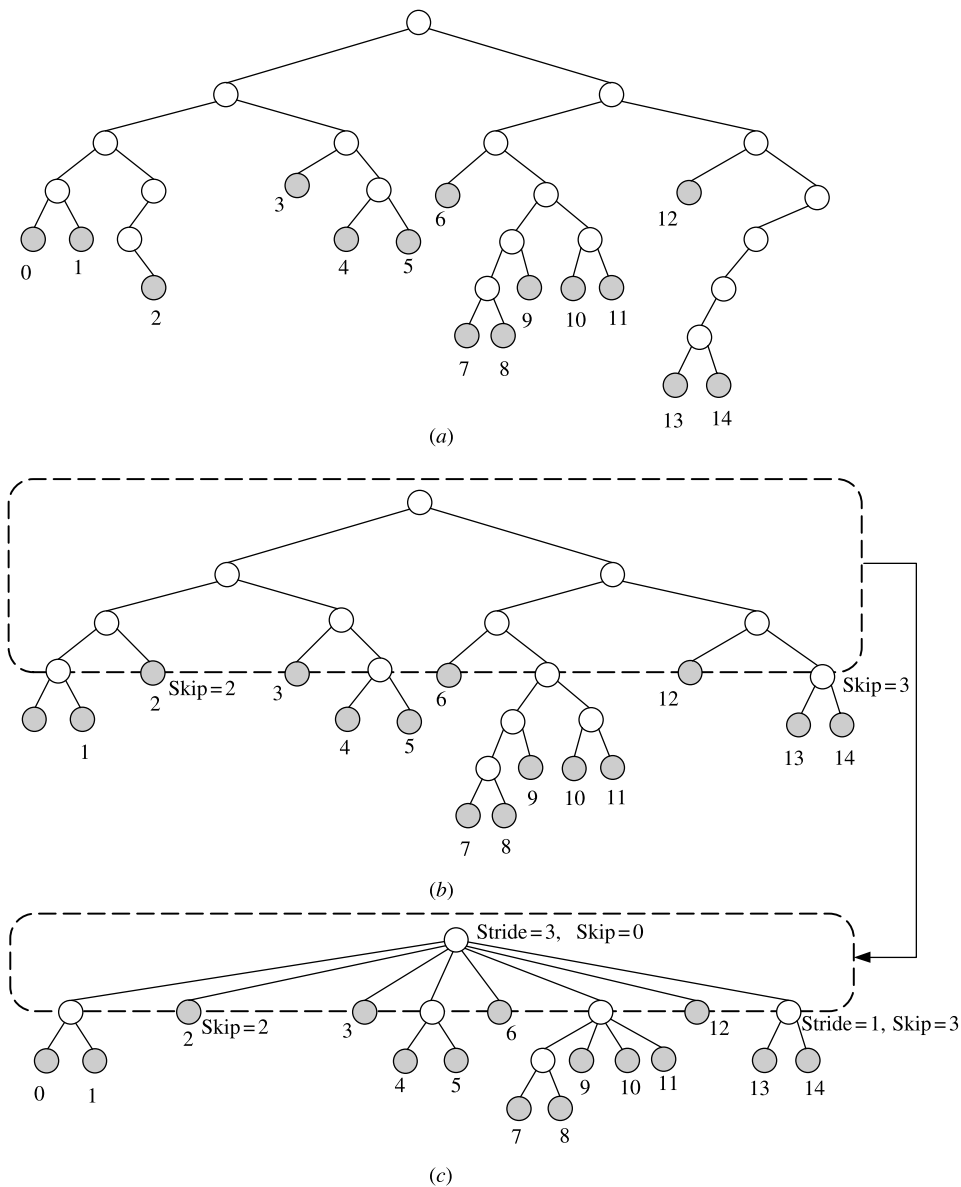 3
6
12
0 1 4 5
2 9 10 11
7 8
13 14
(a)
2 Skip=2 3 6 12 Skip=3
1 4 5 13 14
9 10 11
7 8
(b)
Stride=3, Skip=0
2 Skip=2 3 6 12 Stride=1, Skip=3
0 1 4 5 9 10 11 13 14
7 8
(c)